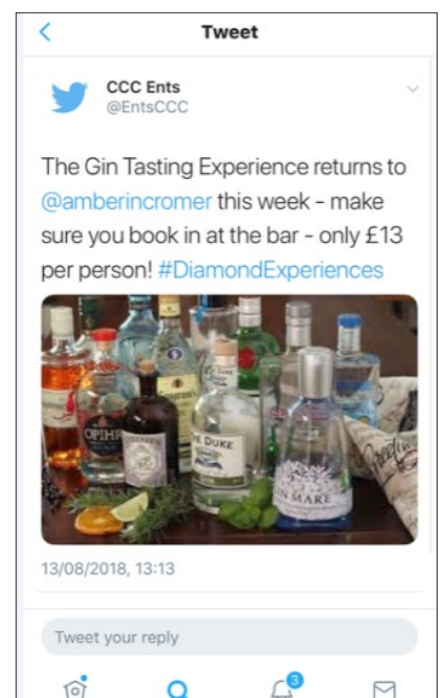 Tweet
CCC Ents
@EntsCCC
The Gin Tasting Experience returns to
@amberincromer this week - make
sure you book in at the bar - only £13
per person! #DiamondExperiences
OPIHR
THE DUKE
GIN MARE
13/08/2018, 13:13
Tweet your reply
3